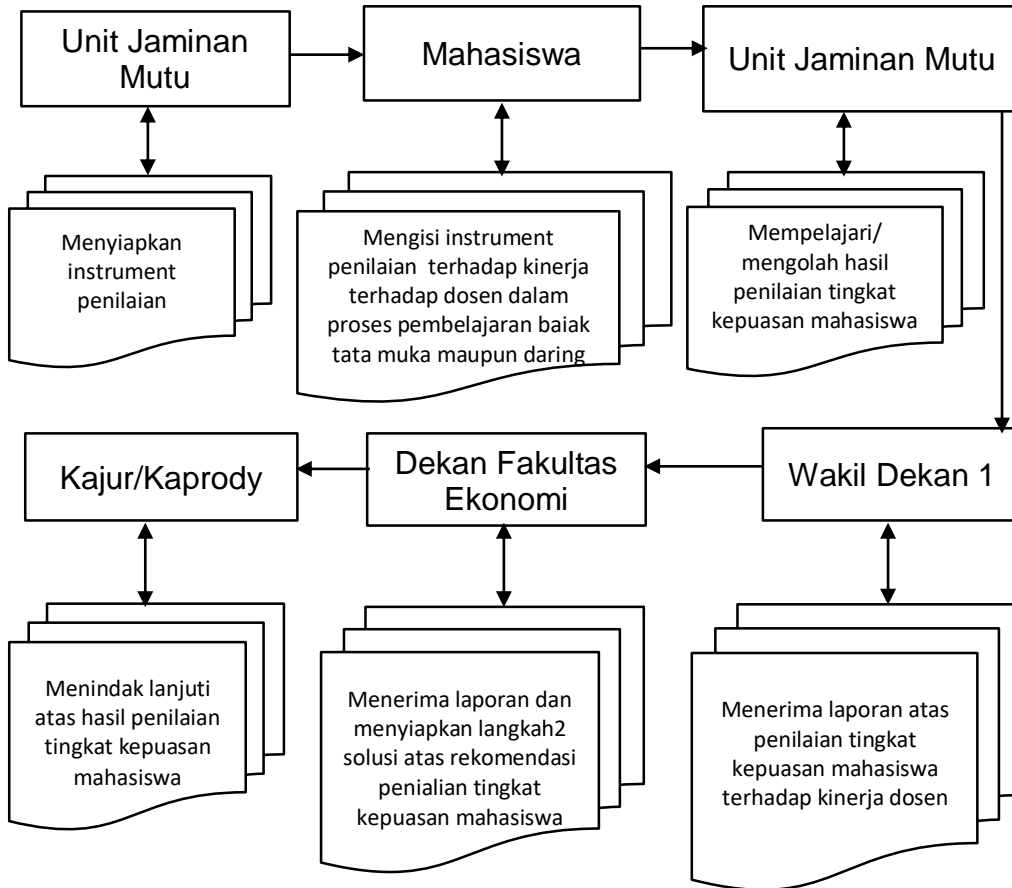 Unit Jaminan
Mutu
Mahasiswa
Unit Jaminan Mutu
Menyiapkan
instrument
penilaian
Mengisi instrument
penilaian terhadap kinerja
terhadap dosen dalam
proses pembelajaran baiak
tata muka maupun daring
Mempelajari/
mengolah hasil
penilaian tingkat
kepuasan mahasiswa
Kajur/Kaprody
Dekan Fakultas
Ekonomi
Wakil Dekan 1
Menindak lanjuti
atas hasil penilaian
tingkat kepuasan
mahasiswa
Menerima laporan dan
menyiapkan langkah2
solusi atas rekomendasi
penialian tingkat
kepuasan mahasiswa
Menerima laporan atas
penilaian tingkat
kepuasan mahasiswa
terhadap kinerja dosen